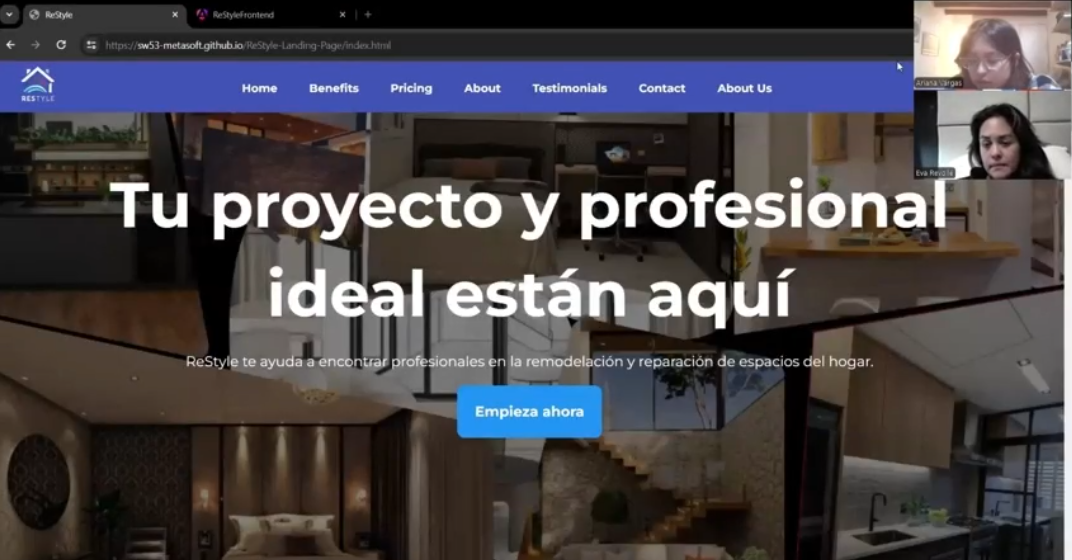 ReStyle
ReStyleFrontend
https://sw53-metasoft.github.io/ReStyle-Landing-Page/index.html
RESTYLE
Home Benefits Pricing About Testimonials Contact About Us
Ariana Vargas
Eva
Tu proyecto y profesional
ideal están aquí
ReStyle te ayuda a encontrar profesionales en la remodelación y reparación de espacios del hogar.
Empieza ahora